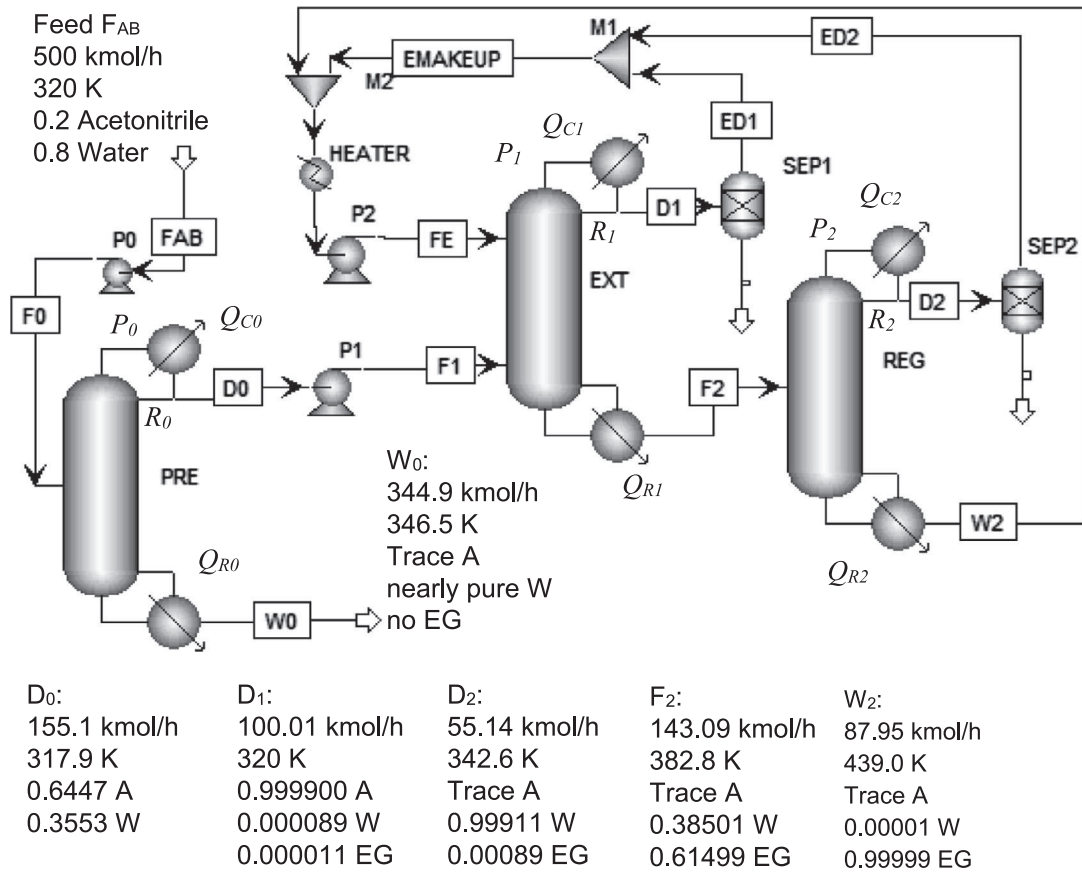 Feed FAB
500 kmol/h
320 K
0.2 Acetonitrile
0.8 Water
M1
ED2
EMAKEUP
M2
ED1
HEATER
QC1
P1
SEP1
QC2
P2
D1
R1
P2
FE
P0
FAB
EXT
SEP2
D2
R2
REG
F0
P0
QC0
P1
F1
F2
D0
R0
PRE
QR1
W2
QR0
QR2
W0
W0:
344.9 kmol/h
346.5 K
Trace A
nearly pure W
no EG
D0:
155.1 kmol/h
317.9 K
0.6447 A
0.3553 W
D1:
100.01 kmol/h
320 K
0.999900 A
0.000089 W
0.000011 EG
D2:
55.14 kmol/h
342.6 K
Trace A
0.99911 W
0.00089 EG
F2:
143.09 kmol/h
382.8 K
Trace A
0.38501 W
0.61499 EG
W2:
87.95 kmol/h
439.0 K
Trace A
0.00001 W
0.99999 EG